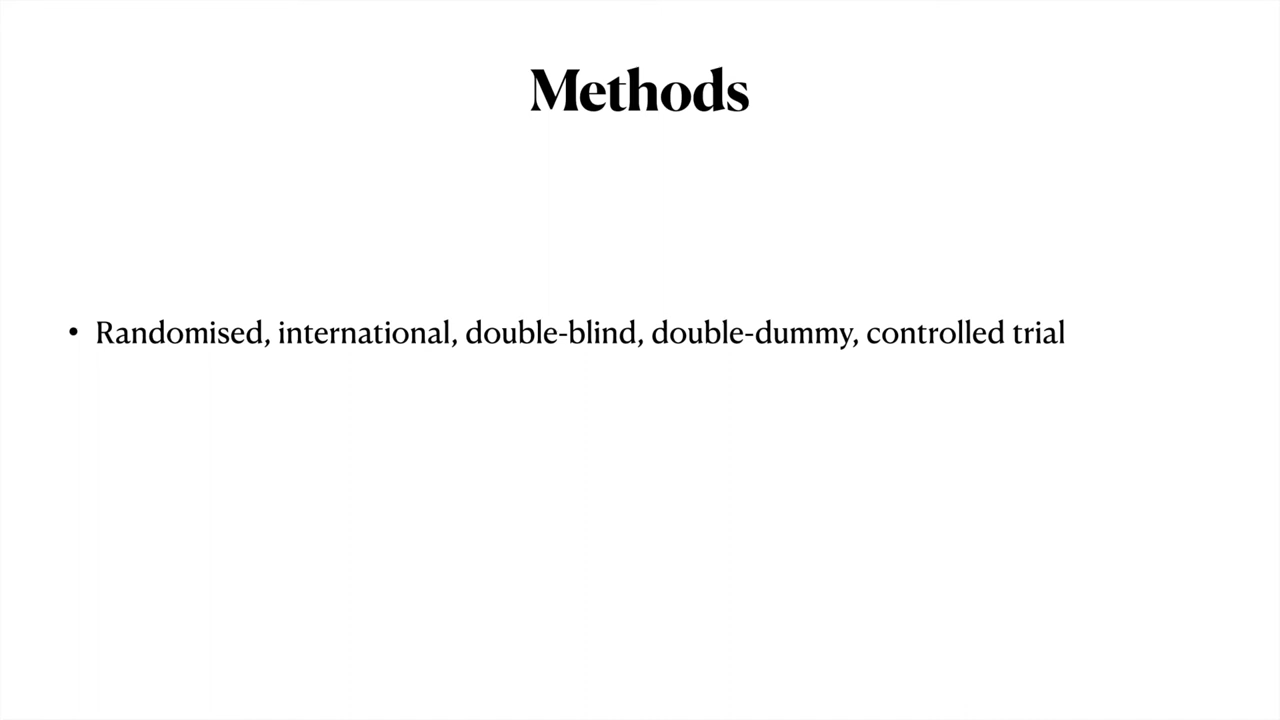 Methods
• Randomised, international, double-blind, double-dummy, controlled trial